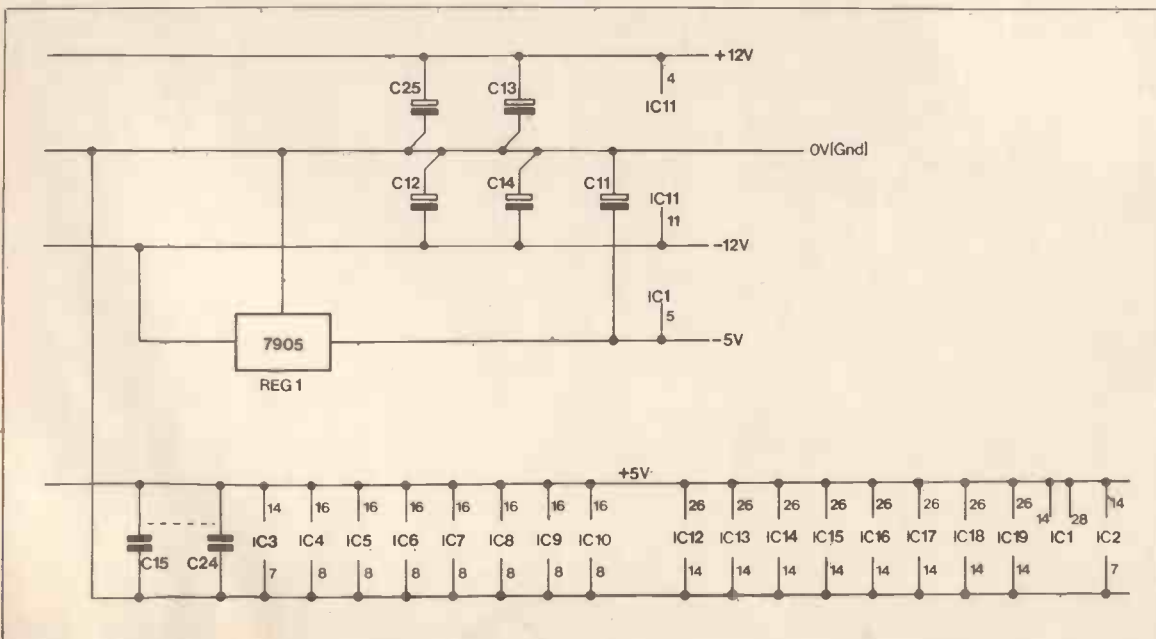 +12V
C25
C13
4
IC11
0V(Gnd)
C12
C14
C11
IC11
11
-12V
IC1
5
7905
-5V
REG 1
+5V
14 16 16 16 16 16 16 16 26 26 26 26 26 26 26 26 14 28 14
C15 C24 IC3 IC4 IC5 IC6 IC7 IC8 IC9 IC10 IC12 IC13 IC14 IC15 IC16 IC17 IC18 IC19 IC1 IC2
7 8 8 8 8 8 8 8 14 14 14 14 14 14 14 14 7